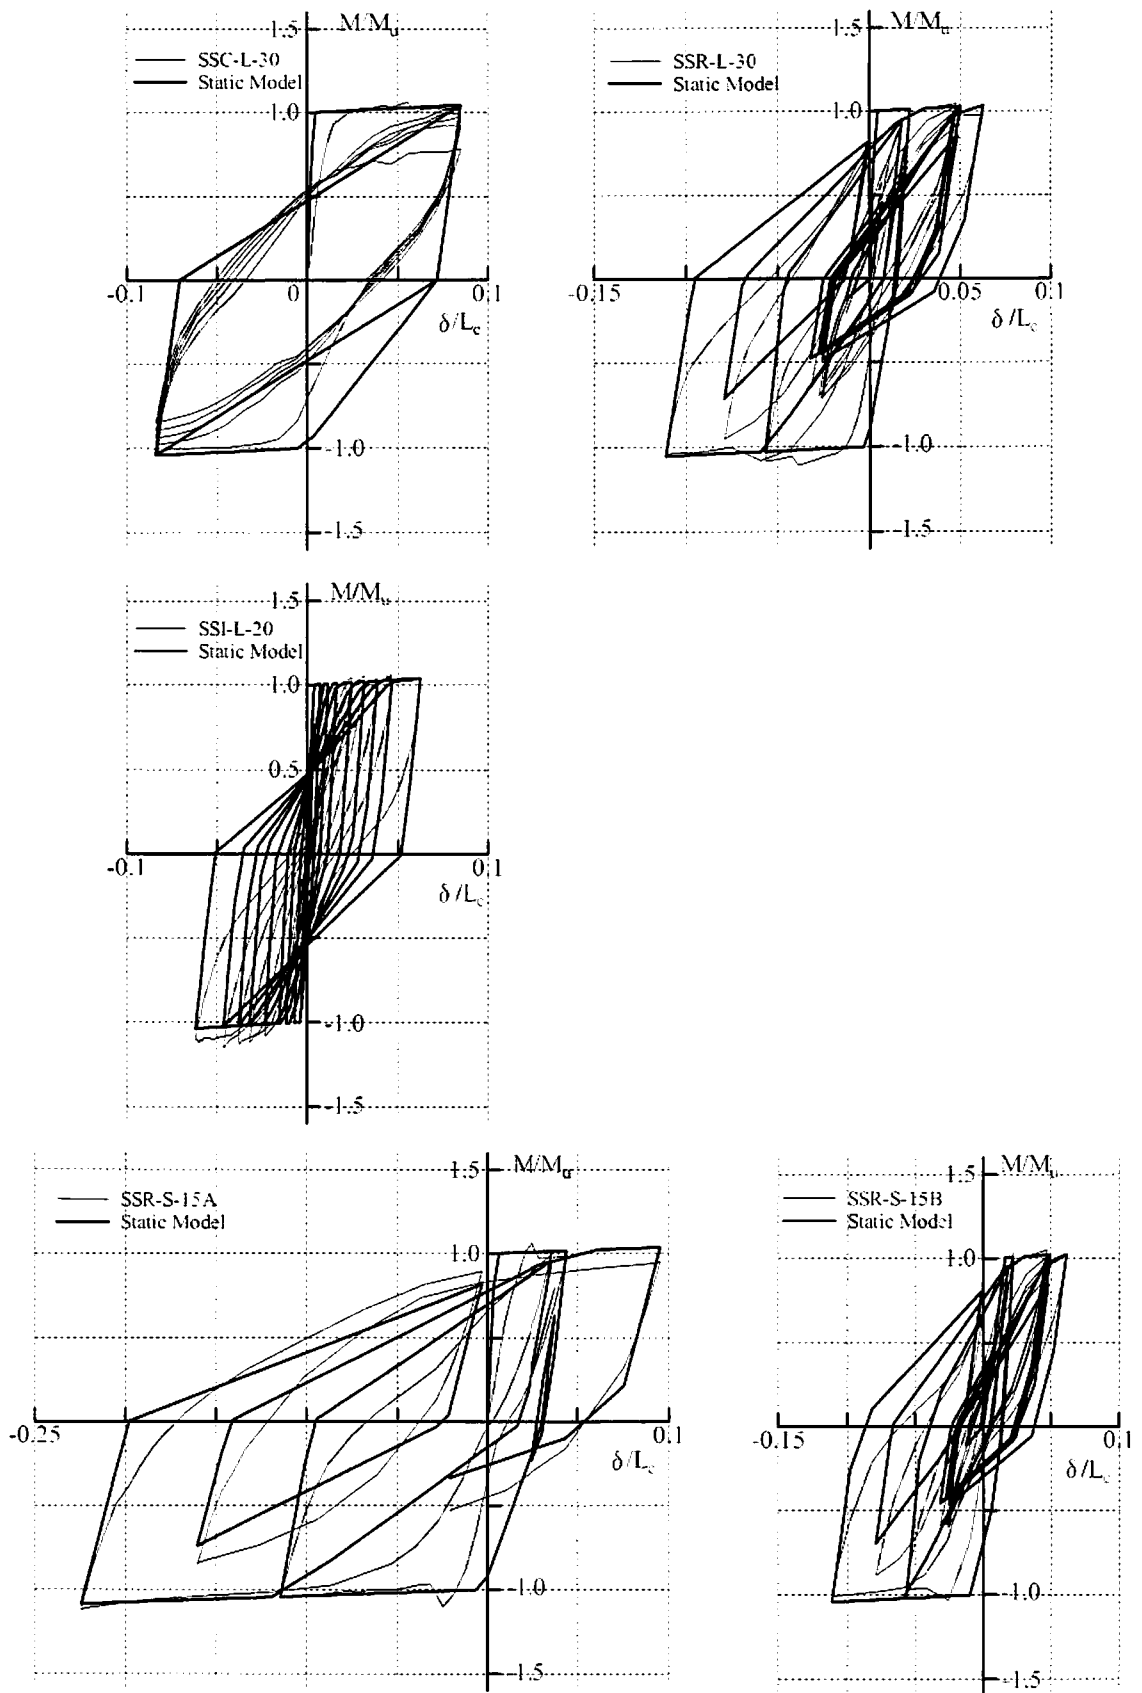 M/Mu
1.5
SSC-L-30
Static Model
1.0
-0.1
0
0.1
δ/Lc
-1.0
-1.5
M/Mu
1.5
SSR-L-30
Static Model
1.0
-0.15
0.05
0.1
δ/Lc
-1.0
-1.5
M/Mu
1.5
SSI-L-20
Static Model
1.0
0.5
-0.1
0.1
δ/Lc
-1.0
-1.5
M/Mu
1.5
SSR-S-15A
Static Model
1.0
-0.25
0.1
δ/Lc
-1.0
-1.5
M/Mu
1.5
SSR-S-15B
Static Model
1.0
-0.15
0.1
δ/Lc
-1.0
-1.5